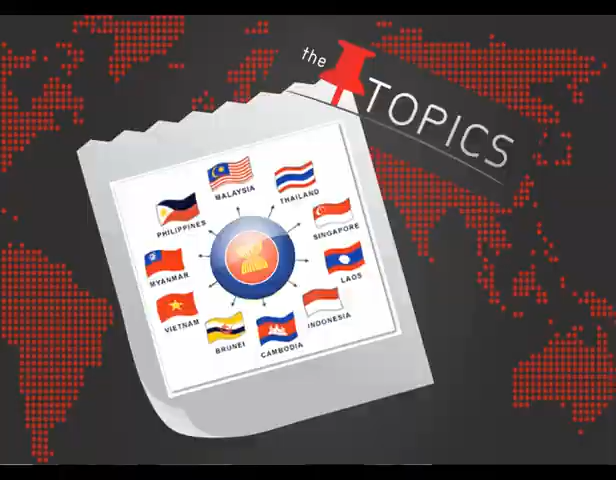 the
TOPICS
MALAYSIA
THAILAND
PHILIPPINES
SINGAPORE
MYANMAR
LAOS
VIETNAM
INDONESIA
BRUNEI
CAMBODIA